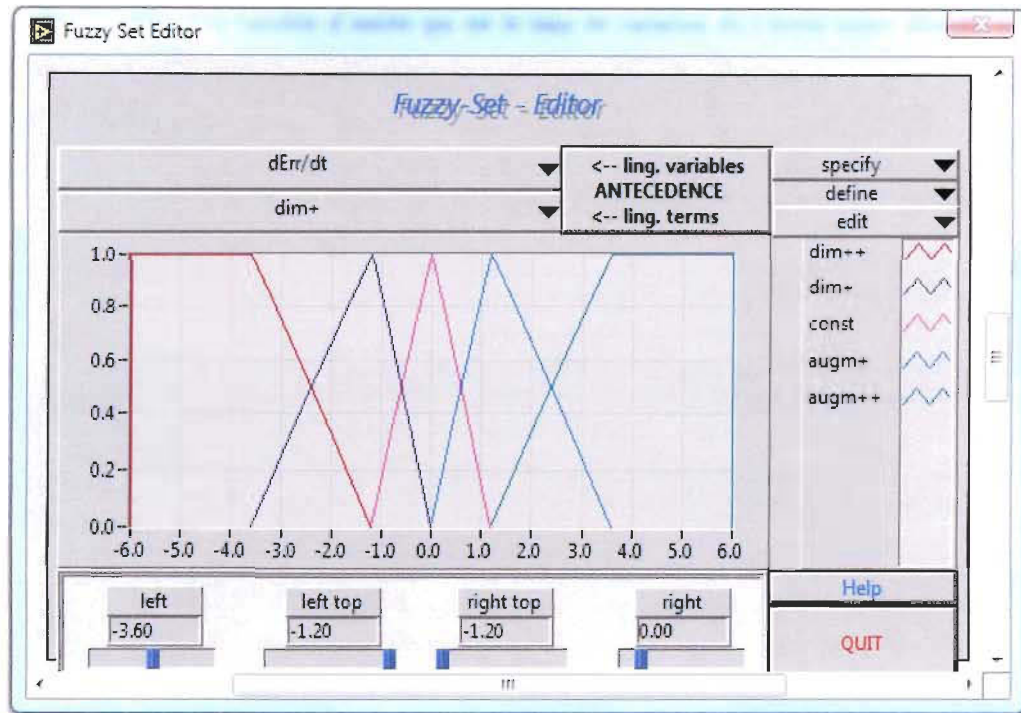 Fuzzy Set Editor
Fuzzy-Set - Editor
dErr/dt
dim+
<-- ling. variables
ANTECEDENCE
<-- ling. terms
specify
define
edit
dim++
dim+
const
augm+
augm++
1.0
0.8
0.6
0.4
0.2
0.0
-6.0 -5.0 -4.0 -3.0 -2.0 -1.0 0.0 1.0 2.0 3.0 4.0 5.0 6.0
left
-3.60
left top
-1.20
right top
-1.20
right
0.00
Help
QUIT